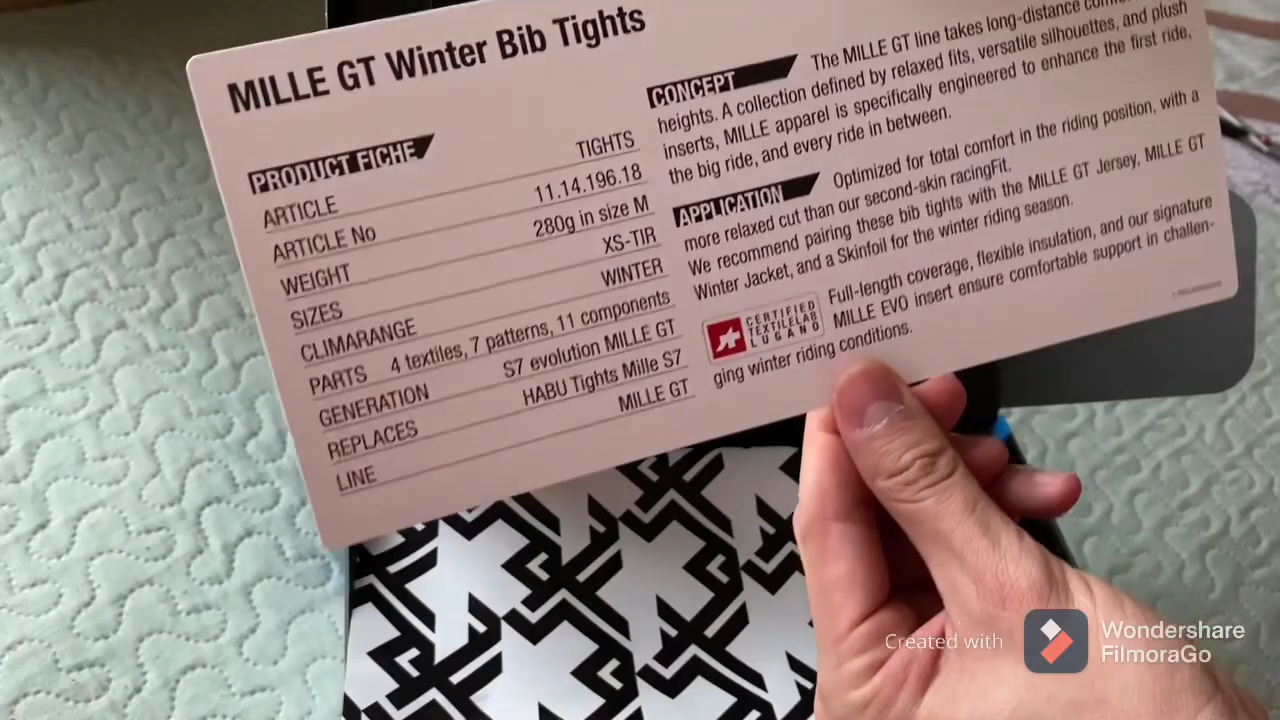 MILLE GT Winter Bib Tights
PRODUCT FICHE
ARTICLE TIGHTS
ARTICLE No 11.14.196.18
WEIGHT 280g in size M
SIZES XS-TIR
CLIMARANGE WINTER
PARTS 4 textiles, 7 patterns, 11 components
GENERATION S7 evolution MILLE GT
REPLACES HABU Tights Mille S7
LINE MILLE GT
CONCEPT The MILLE GT line takes long-distance
heights. A collection defined by relaxed fits, versatile silhouettes, and plush
inserts, MILLE apparel is specifically engineered to enhance the first ride,
the big ride, and every ride in between.
APPLICATION Optimized for total comfort in the riding position, with a
more relaxed cut than our second-skin racingFit.
We recommend pairing these bib tights with the MILLE GT Jersey, MILLE GT
Winter Jacket, and a Skinfoil for the winter riding season.
CERTIFIED
TEXTILELAB
LUGANO
Full-length coverage, flexible insulation, and our signature
MILLE EVO insert ensure comfortable support in challen-
ging winter riding conditions.
Created with
Wondershare
FilmoraGo